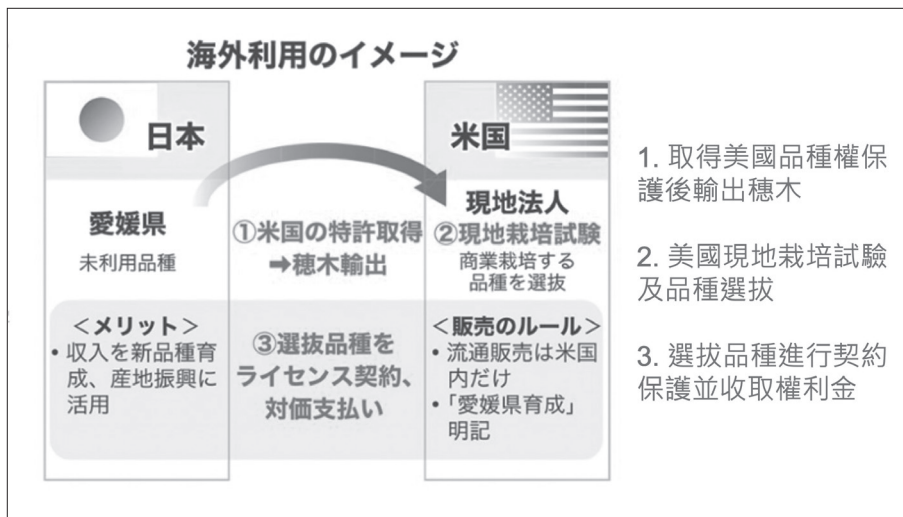 海外利用のイメージ
日本
愛媛県
未利用品種
＜メリット＞
• 収入を新品種育
成、産地振興に
活用
①米国の特許取得
➡穂木輸出
③選抜品種を
ライセンス契約、
対価支払い
米国
現地法人
②現地栽培試験
商業栽培する
品種を選抜
＜販売のルール＞
• 流通販売は米国
内だけ
• 「愛媛県育成」
明記
1. 取得美國品種權保
護後輸出穗木
2. 美國現地栽培試驗
及品種選拔
3. 選拔品種進行契約
保護並收取權利金